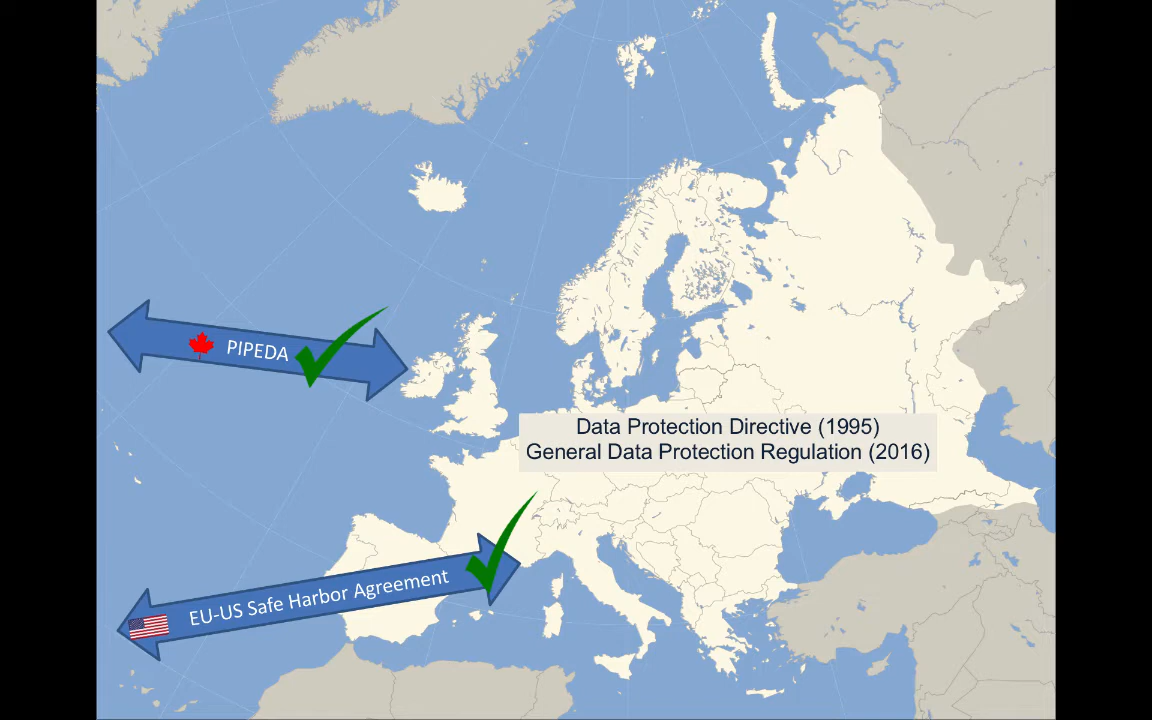 PIPEDA
Data Protection Directive (1995)
General Data Protection Regulation (2016)
EU-US Safe Harbor Agreement